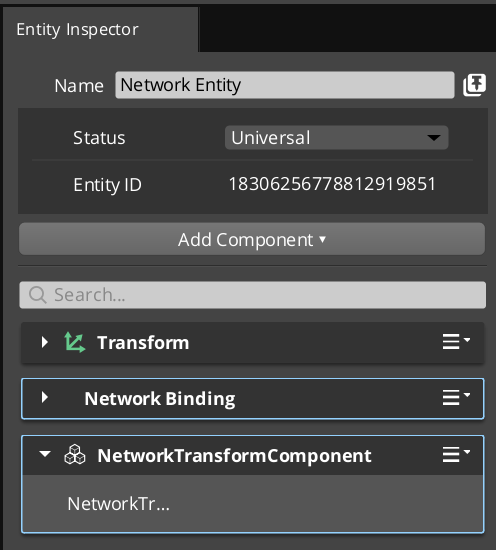 Entity Inspector
Name Network Entity
Status Universal
Entity ID 18306256778812919851
Add Component
Search...
Transform
Network Binding
NetworkTransformComponent
NetworkTr...